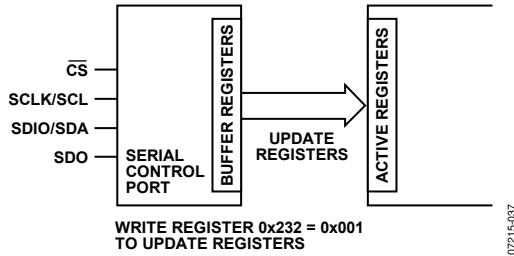 CS
SCLK/SCL
SDIO/SDA
SDO
SERIAL
CONTROL
PORT
BUFFER REGISTERS
UPDATE
REGISTERS
ACTIVE REGISTERS
WRITE REGISTER 0x232 = 0x001
TO UPDATE REGISTERS
07215-037